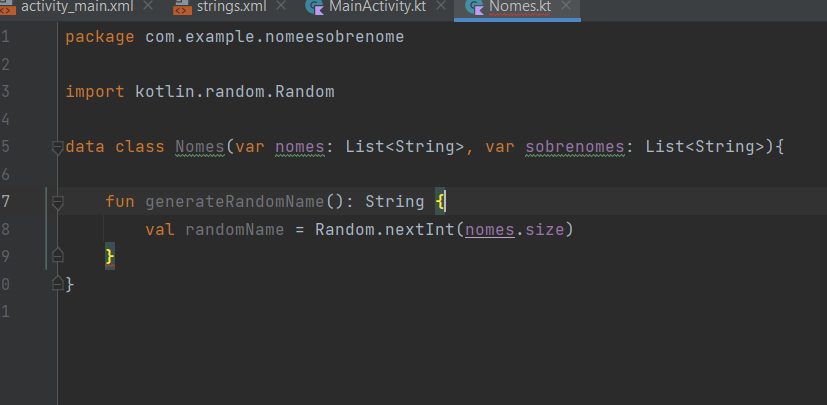 activity_main.xml strings.xml MainActivity.kt Nomes.kt
1 package com.example.nomeesobrenome
2
3 import kotlin.random.Random
4
5 data class Nomes(var nomes: List<String>, var sobrenomes: List<String>){
6
7 fun generateRandomName(): String {
8 val randomName = Random.nextInt(nomes.size)
9 }
0 }
1